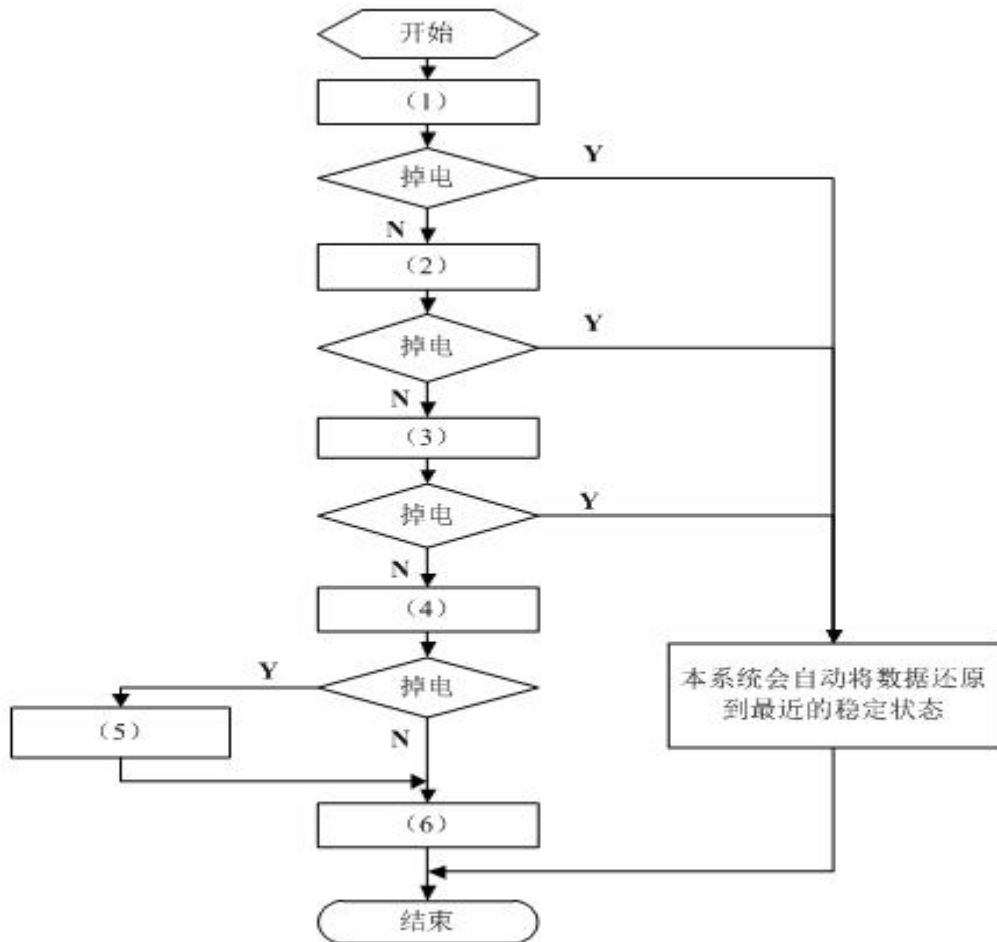 开始
(1)
掉电
Y
N
(2)
掉电
Y
N
(3)
掉电
Y
N
(4)
掉电
Y
N
(5)
本系统会自动将数据还原
到最近的稳定状态
(6)
结束